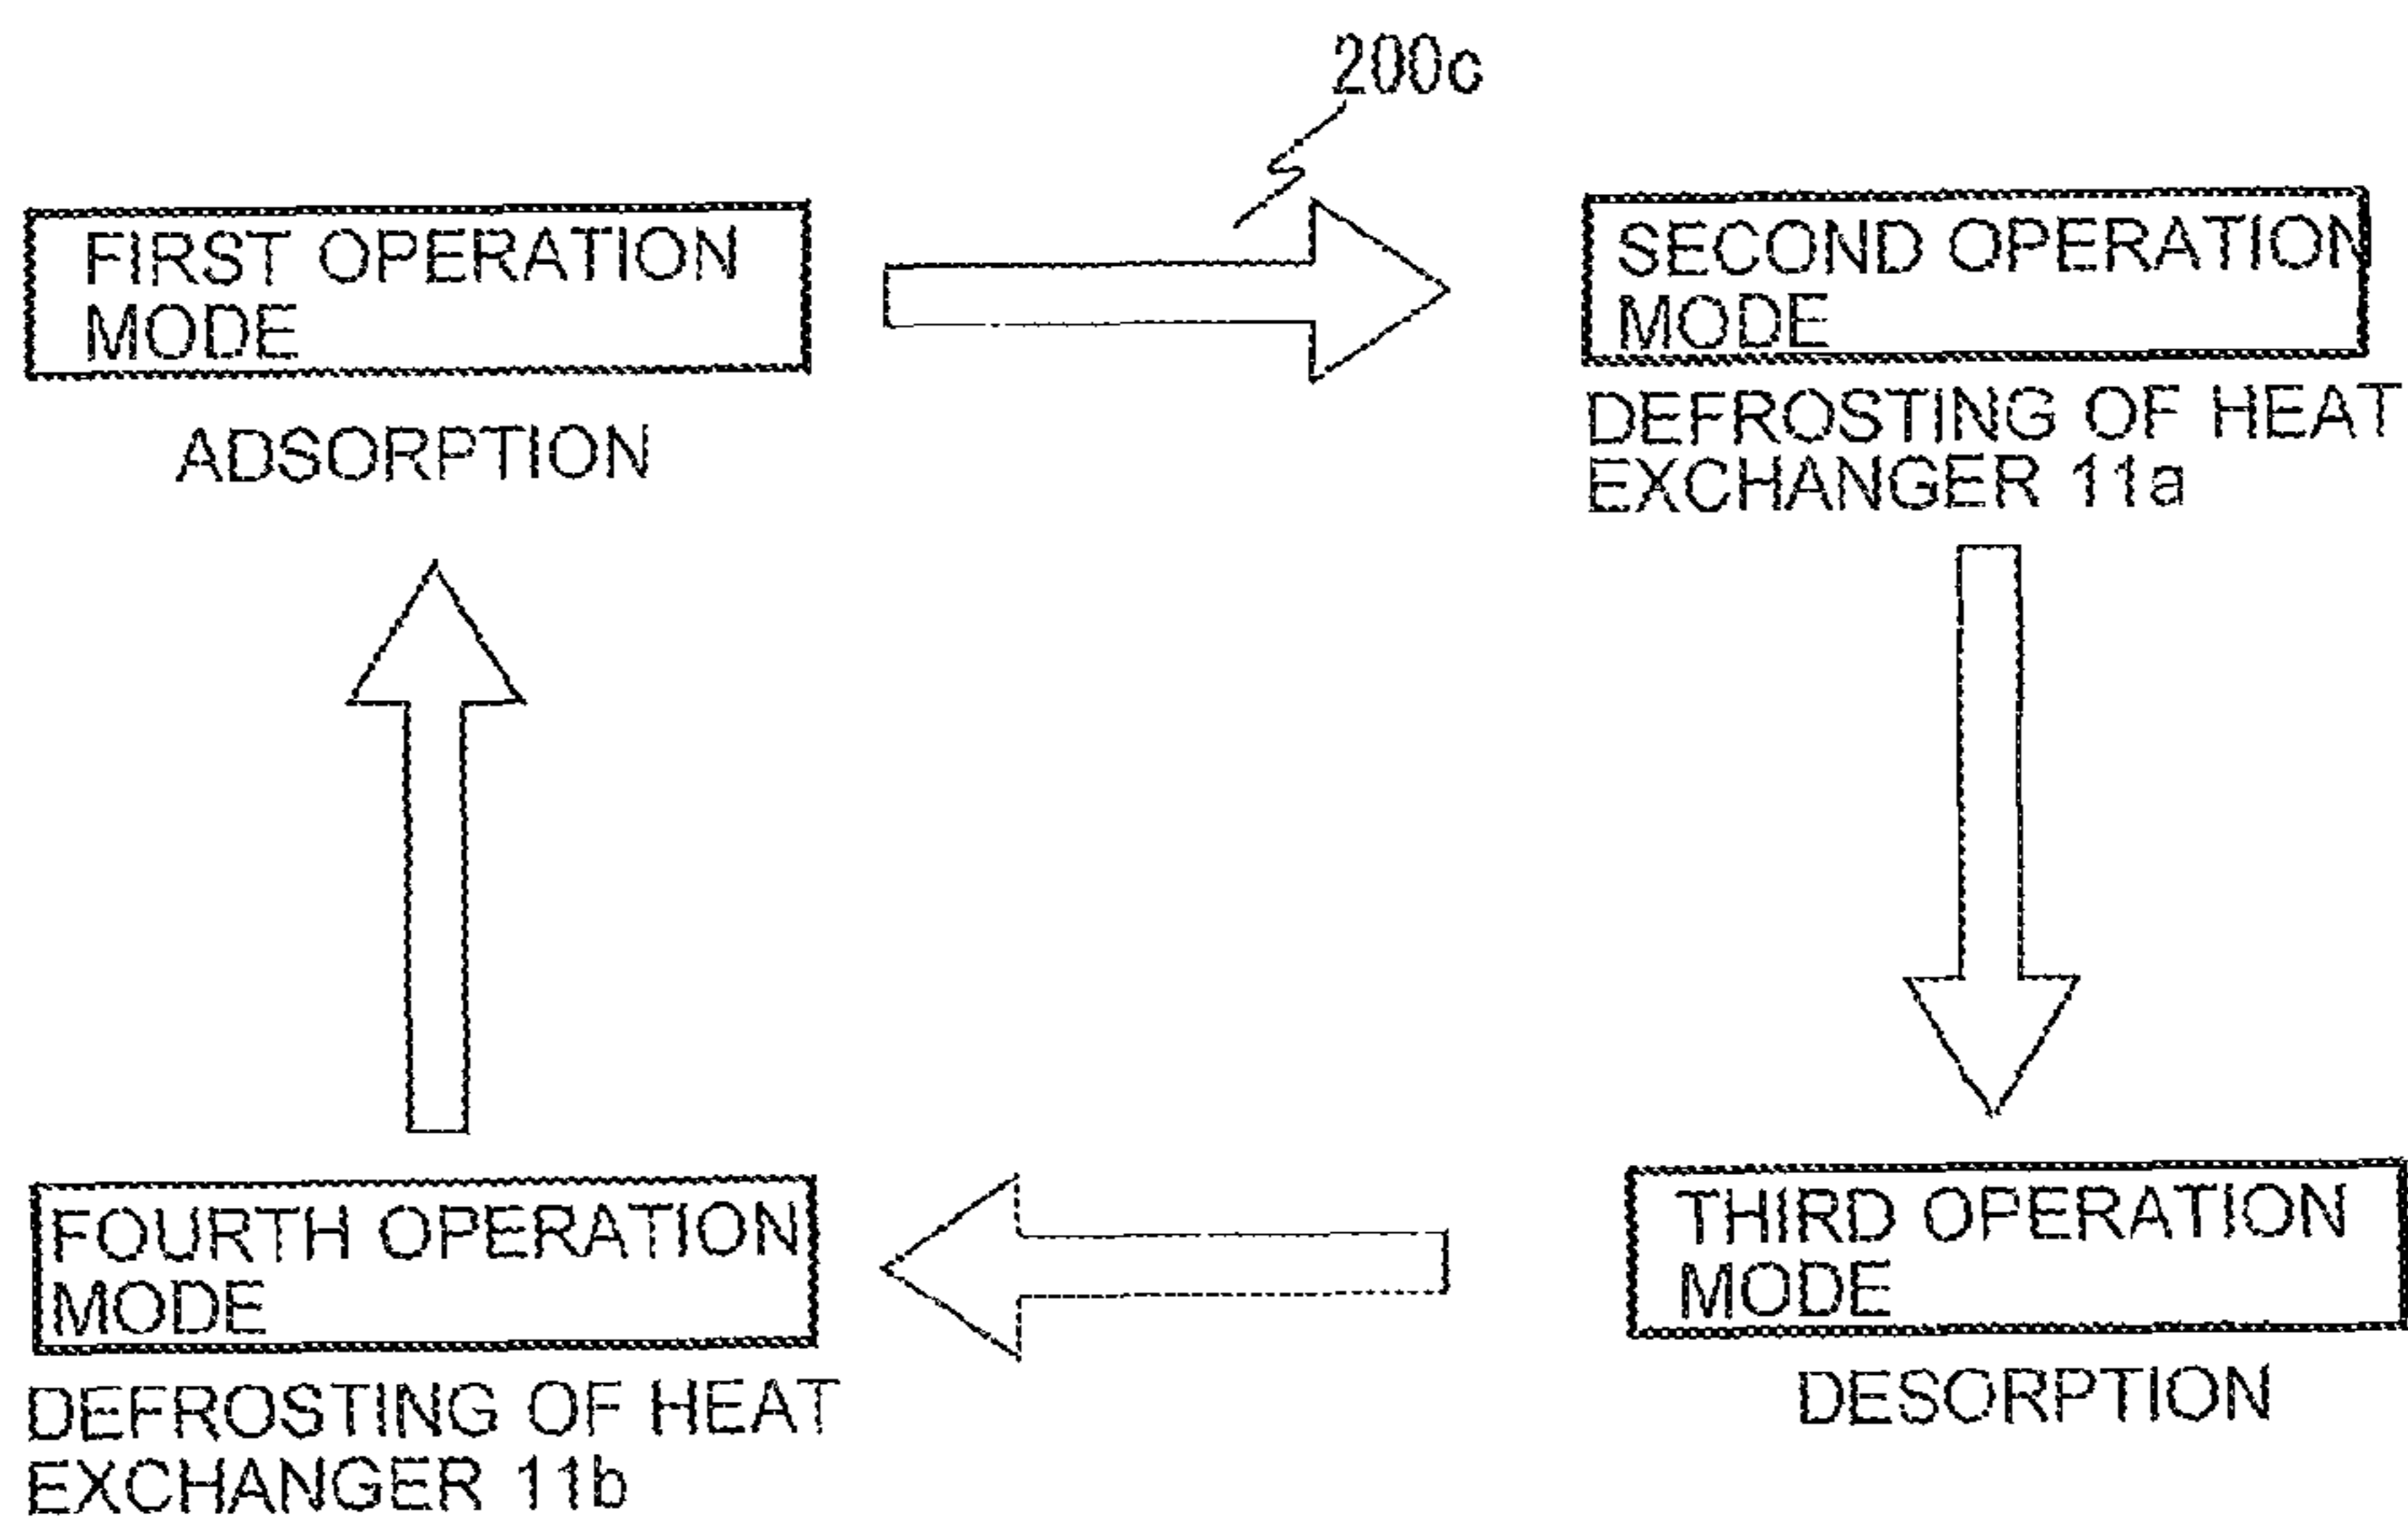 200c
FIRST OPERATION
MODE
ADSORPTION
SECOND OPERATION
MODE
DEFROSTING OF HEAT
EXCHANGER 11a
FOURTH OPERATION
MODE
DEFROSTING OF HEAT
EXCHANGER 11b
THIRD OPERATION
MODE
DESORPTION